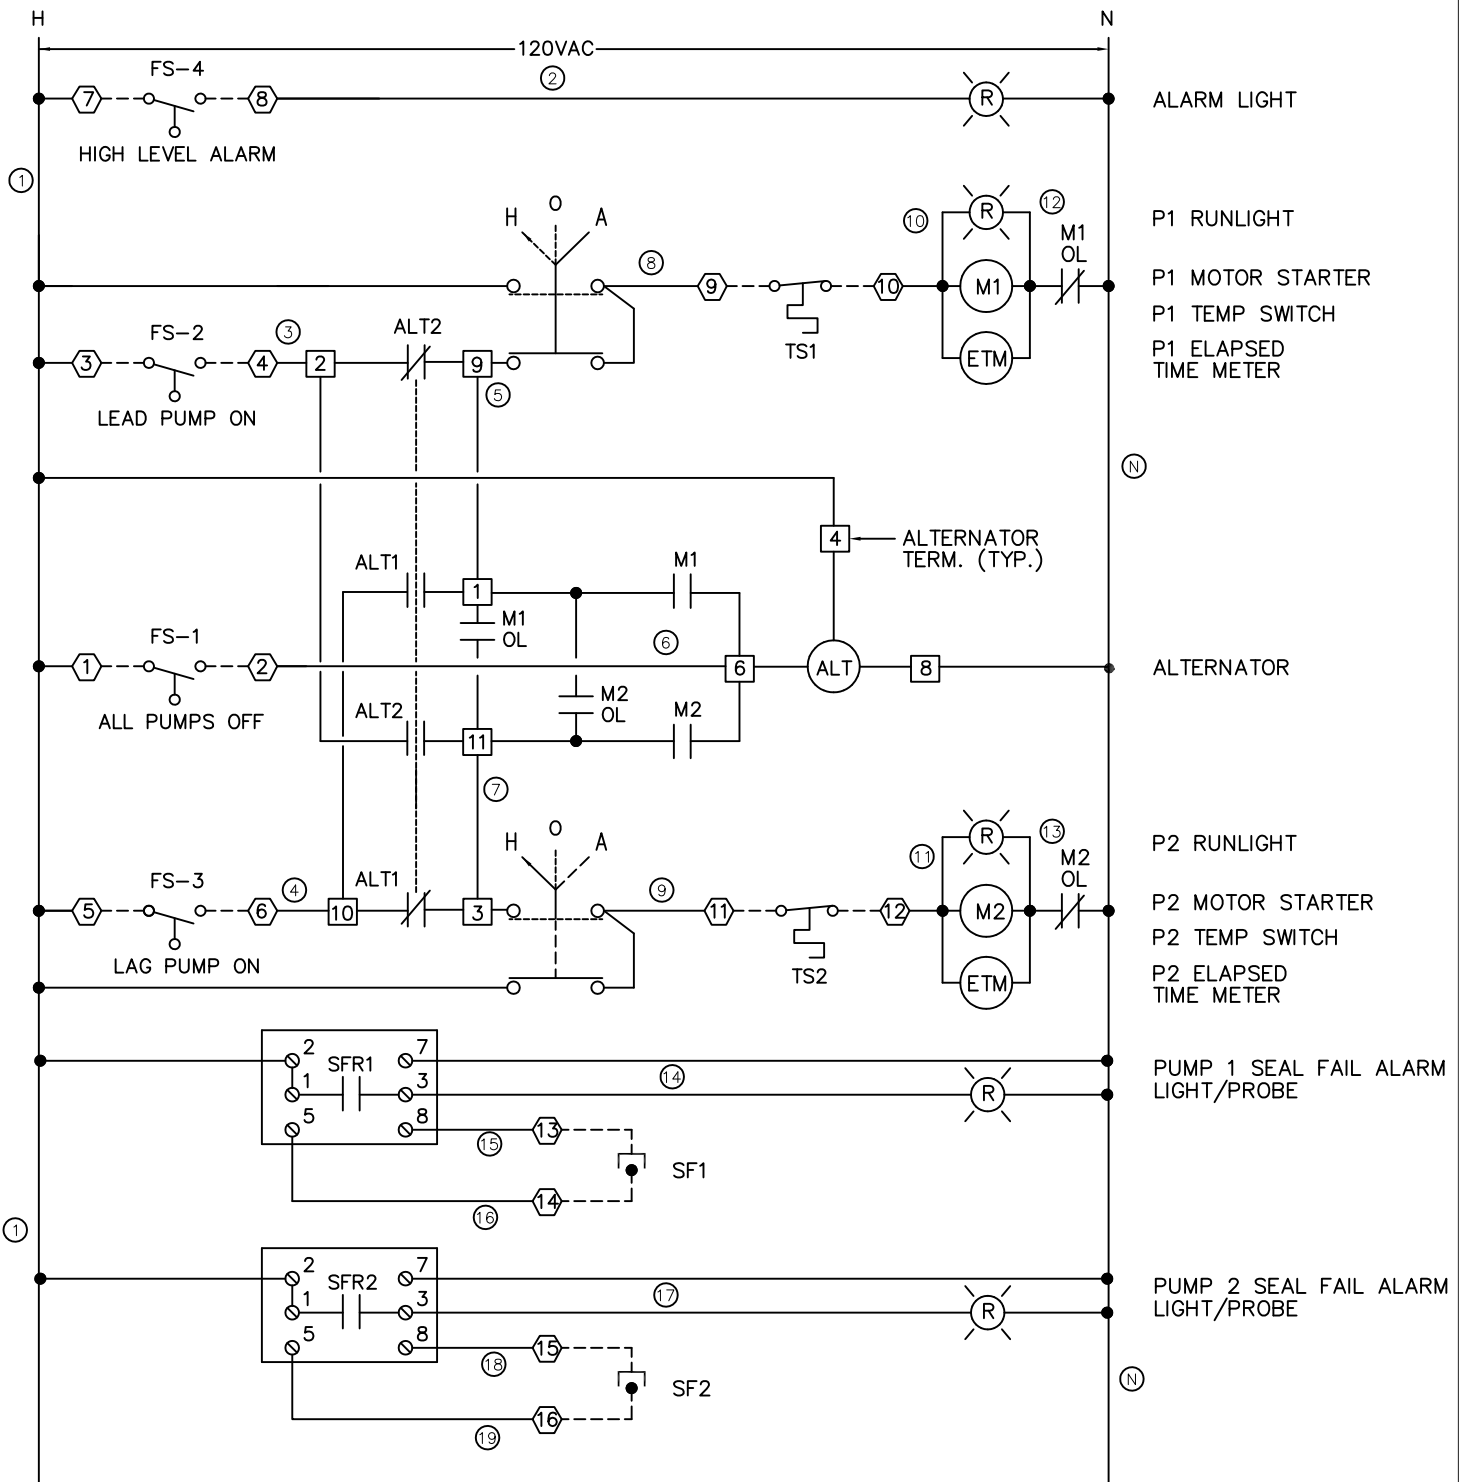 H
N
120VAC
FS-4
2
7
8
R
ALARM LIGHT
HIGH LEVEL ALARM
1
H O A
10
R
12
P1 RUNLIGHT
M1
OL
8
9
10
M1
P1 MOTOR STARTER
P1 TEMP SWITCH
TS1
ETM
P1 ELAPSED
TIME METER
FS-2
3
ALT2
3
4
2
9
5
LEAD PUMP ON
N
4
ALTERNATOR
TERM. (TYP.)
ALT1
1
M1
M1
OL
FS-1
6
1
2
6
ALT
8
ALTERNATOR
ALL PUMPS OFF
M2
OL
ALT2
11
M2
7
H O A
11
R
13
P2 RUNLIGHT
M2
OL
FS-3
4
ALT1
9
5
6
10
3
11
12
M2
P2 MOTOR STARTER
P2 TEMP SWITCH
LAG PUMP ON
TS2
ETM
P2 ELAPSED
TIME METER
2
SFR1
7
1
3
14
R
PUMP 1 SEAL FAIL ALARM
LIGHT/PROBE
5
8
15
13
SF1
14
16
1
2
SFR2
7
1
3
17
R
PUMP 2 SEAL FAIL ALARM
LIGHT/PROBE
5
8
18
15
SF2
N
16
19